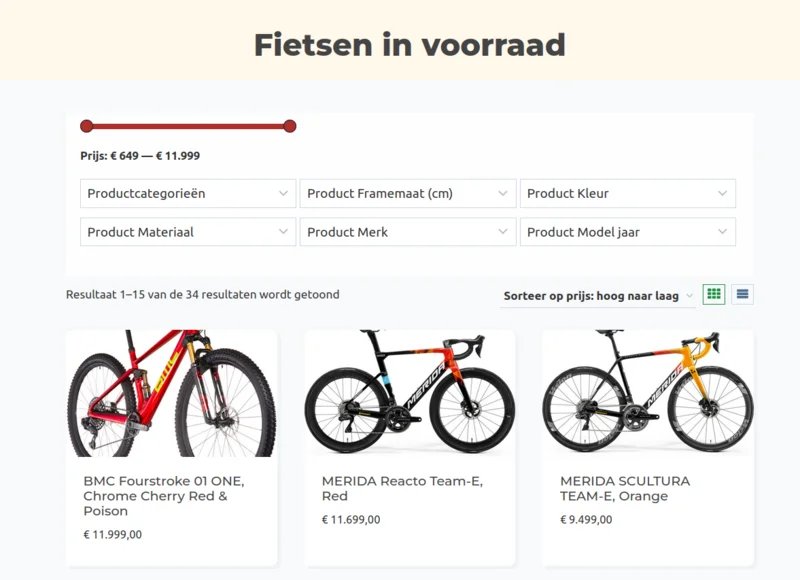 Fietsen in voorraad
Prijs: € 649 — € 11.999
Productcategorieën
Product Framemaat (cm)
Product Kleur
Product Materiaal
Product Merk
Product Model jaar
Resultaat 1–15 van de 34 resultaten wordt getoond
Sorteer op prijs: hoog naar laag
BMC
MERIDA
MERIDA
BMC Fourstroke 01 ONE,
Chrome Cherry Red &
Poison
€ 11.999,00
MERIDA Reacto Team-E,
Red
€ 11.699,00
MERIDA SCULTURA
TEAM-E, Orange
€ 9.499,00